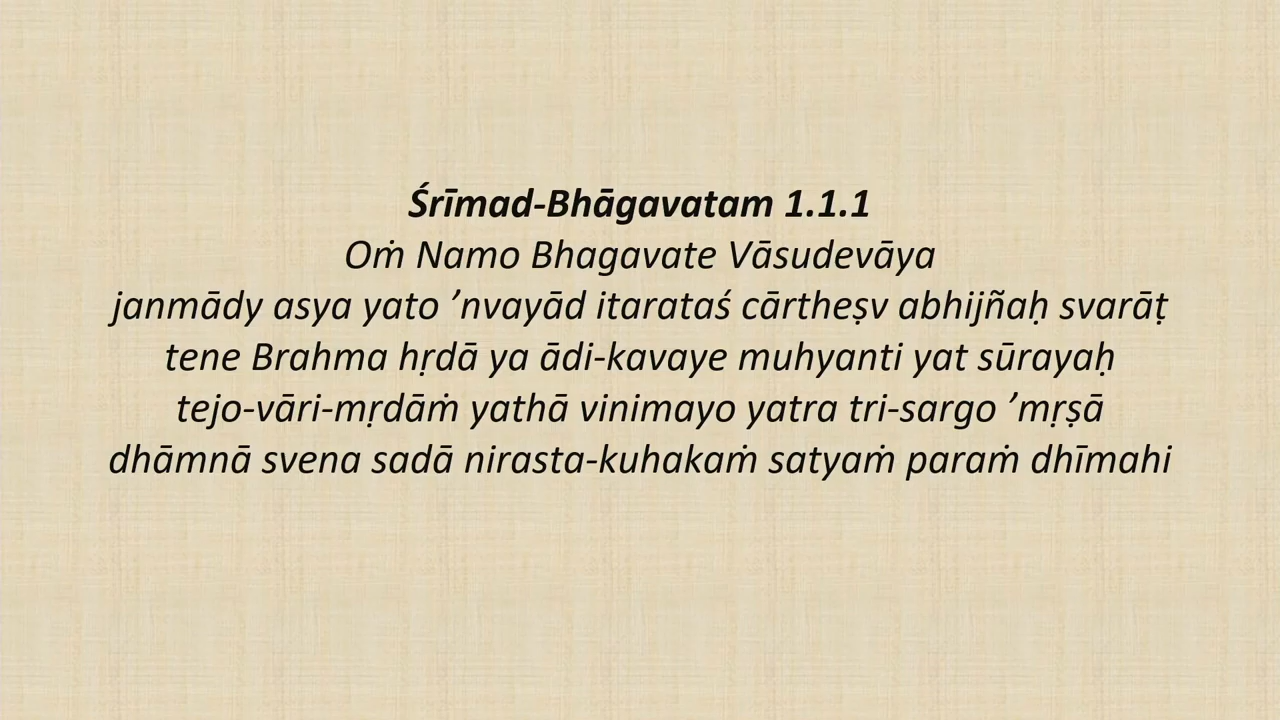 Śrīmad-Bhāgavatam 1.1.1
Oṁ Namo Bhagavate Vāsudevāya
janmādy asya yato ’nvayād itarataś cārtheṣv abhijñaḥ svarāṭ
tene Brahma hṛdā ya ādi-kavaye muhyanti yat sūrayaḥ
tejo-vāri-mṛdāṁ yathā vinimayo yatra tri-sargo ’mṛṣā
dhāmnā svena sadā nirasta-kuhakaṁ satyaṁ paraṁ dhīmahi